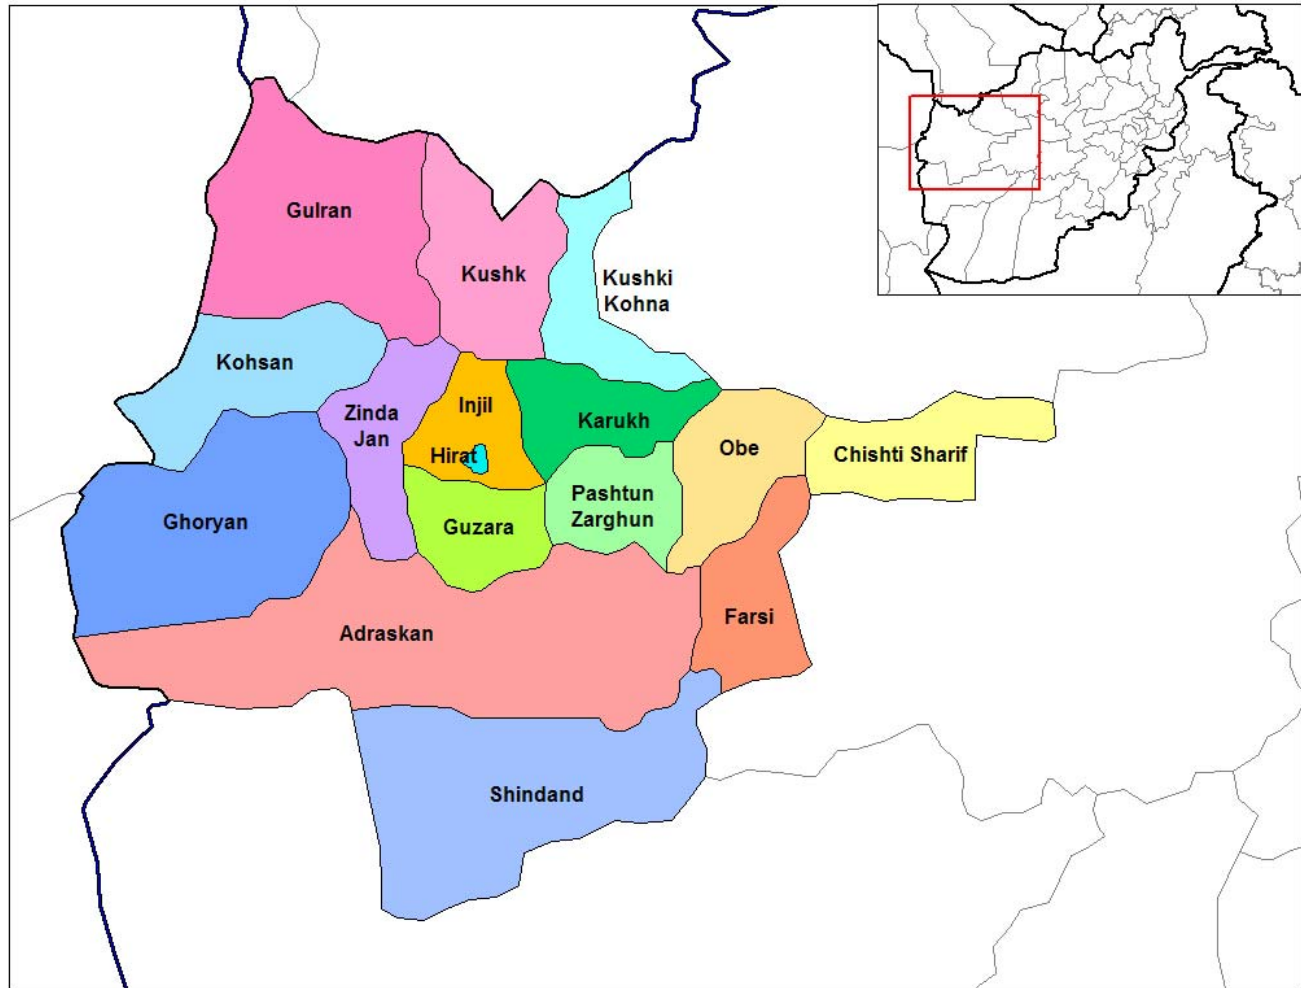 Gulran
Kushk
Kushki
Kohna
Kohsan
Zinda
Jan
Injil
Hirat
Karukh
Obe
Chishti Sharif
Ghoryan
Guzara
Pashtun
Zarghun
Adraskan
Farsi
Shindand